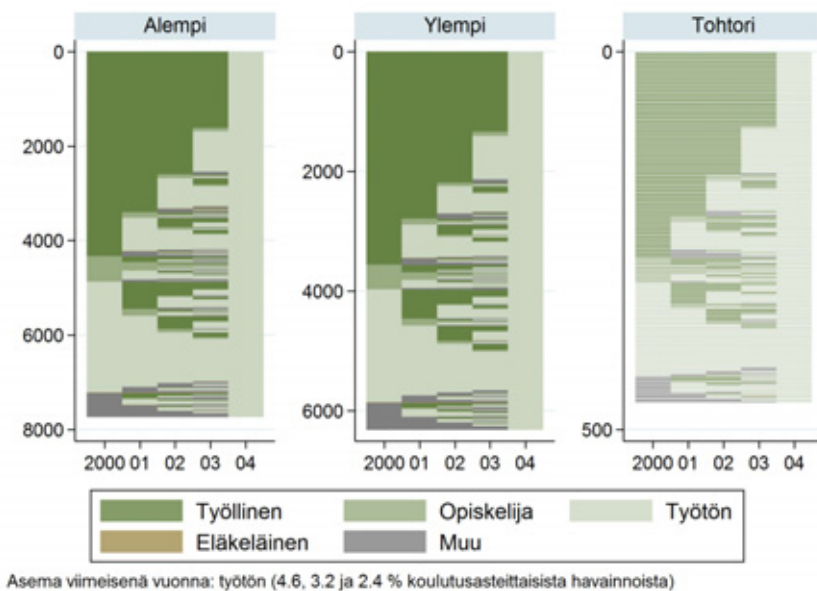 Alempi
Ylempi
Tohtori
0
2000
4000
6000
8000
0
2000
4000
6000
0
500
2000 01 02 03 04
2000 01 02 03 04
2000 01 02 03 04
Työllinen
Opiskelija
Työtön
Eläkeläinen
Muu
Asema viimeisenä vuonna: työtön (4.6, 3.2 ja 2.4 % koulutusasteittaisista havainnoista)